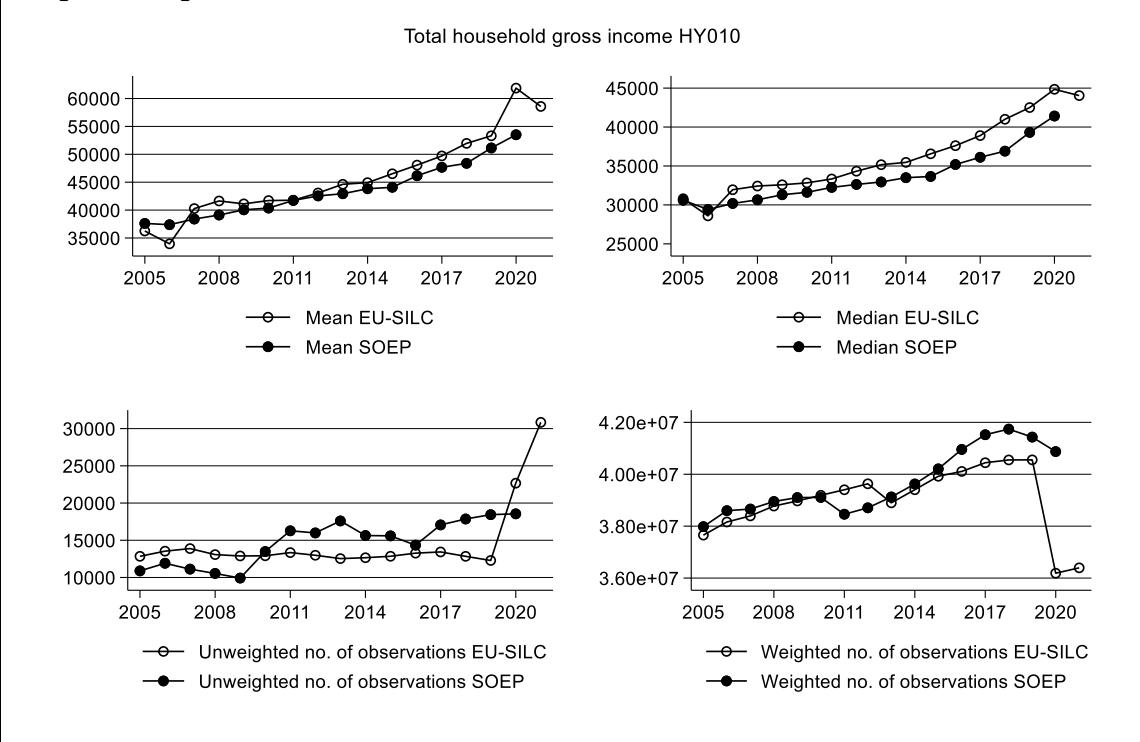 Total household gross income HY010
60000
55000
50000
45000
40000
35000
2005 2008 2011 2014 2017 2020
Mean EU-SILC
Mean SOEP
45000
40000
35000
30000
25000
2005 2008 2011 2014 2017 2020
Median EU-SILC
Median SOEP
30000
25000
20000
15000
10000
2005 2008 2011 2014 2017 2020
Unweighted no. of observations EU-SILC
Unweighted no. of observations SOEP
4.20e+07
4.00e+07
3.80e+07
3.60e+07
2005 2008 2011 2014 2017 2020
Weighted no. of observations EU-SILC
Weighted no. of observations SOEP